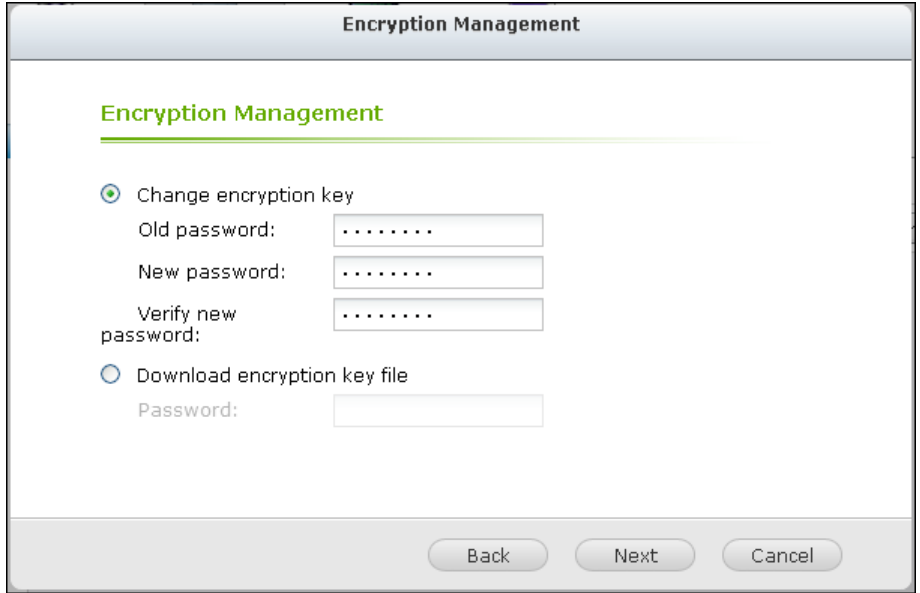 Encryption Management
Encryption Management
Change encryption key
Old password: ........
New password: ........
Verify new
password: ........
Download encryption key file
Password:
Back Next Cancel